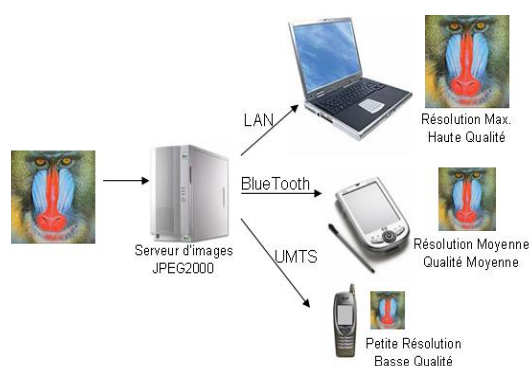 LAN
Résolution Max.
Haute Qualité
BlueTooth
Serveur d'images
JPEG2000
Résolution Moyenne
Qualité Moyenne
UMTS
Petite Résolution
Basse Qualité